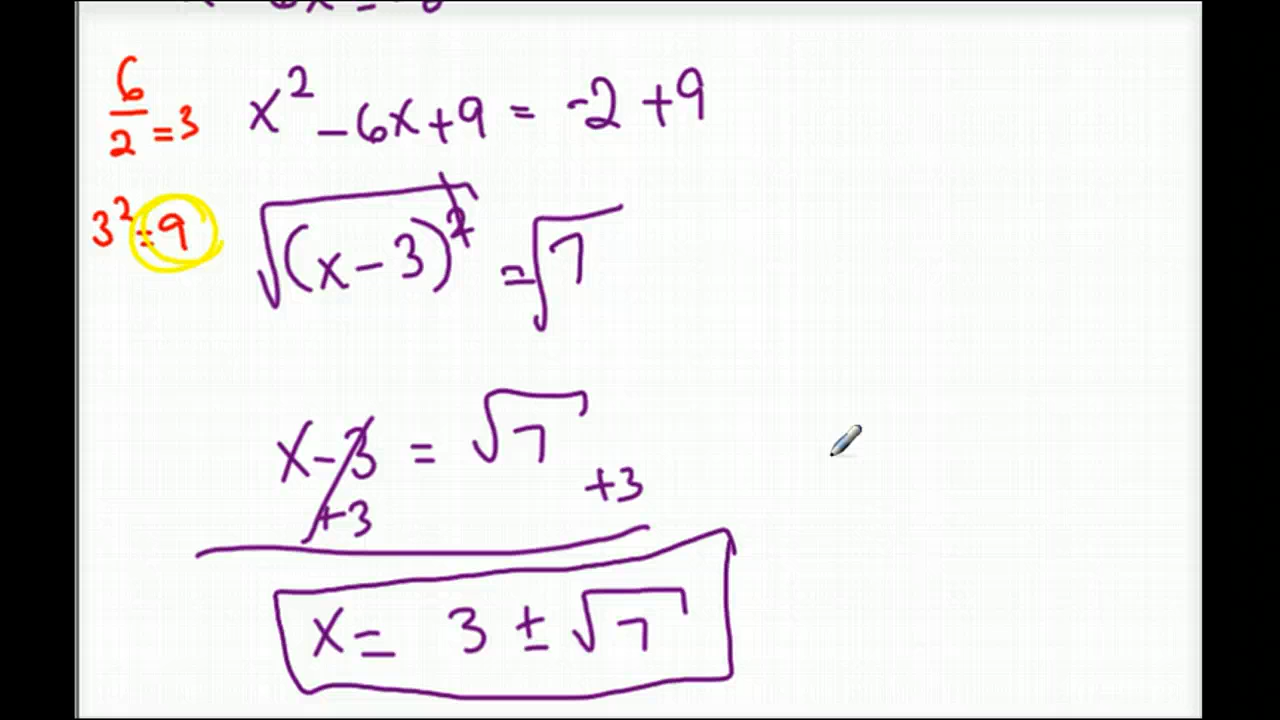 6/2 = 3
x² - 6x + 9 = -2 + 9
3² = 9
√(x - 3)² = √7
x - 3 = √7
+3 +3
x = 3 ± √7